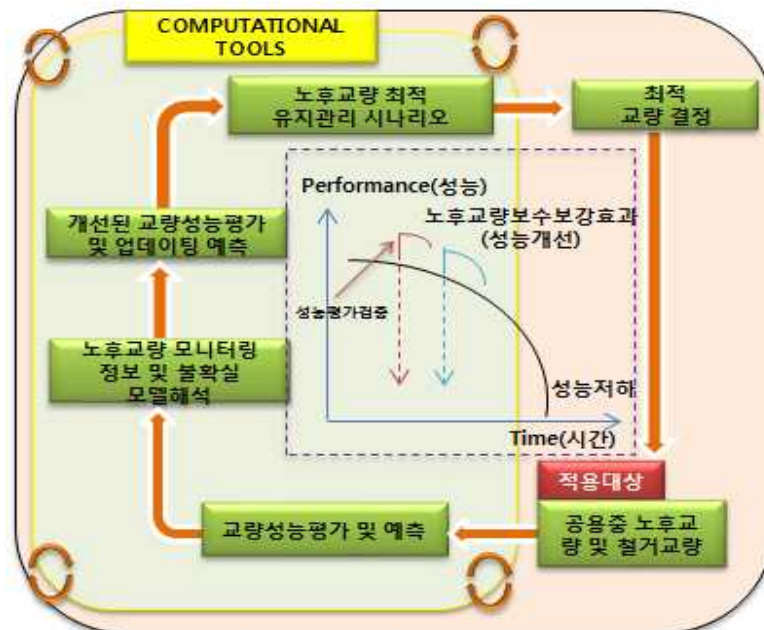 COMPUTATIONAL
TOOLS
노후교량 최적
유지관리 시나리오
최적
교량 결정
Performance(성능)
노후교량보수보강효과
(성능개선)
개선된 교량성능평가
및 업데이팅 예측
성능평가검증
노후교량 모니터링
정보 및 불확실
모델해석
성능저하
Time(시간)
적용대상
공용중 노후교
량 및 철거교량
교량성능평가 및 예측